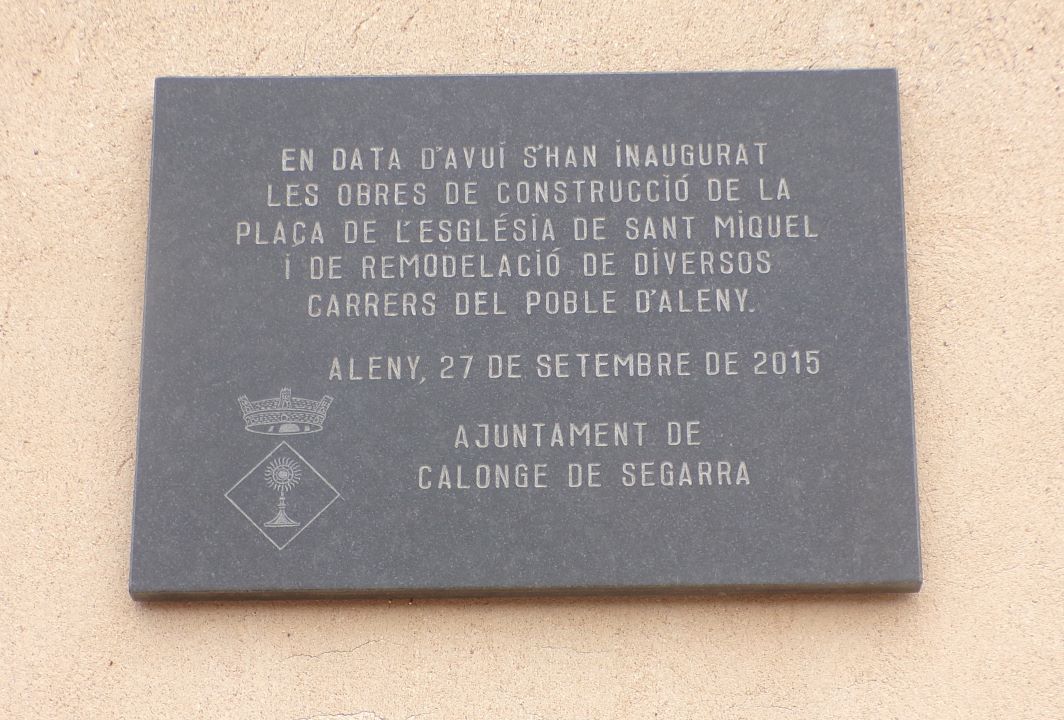 EN DATA D'AVUI S'HAN INAUGURAT
LES OBRES DE CONSTRUCCIÓ DE LA
PLAÇA DE L'ESGLÉSIA DE SANT MIQUEL
I DE REMODELACIÓ DE DIVERSOS
CARRERS DEL POBLE D'ALENY.
ALENY, 27 DE SETEMBRE DE 2015
AJUNTAMENT DE
CALONGE DE SEGARRA